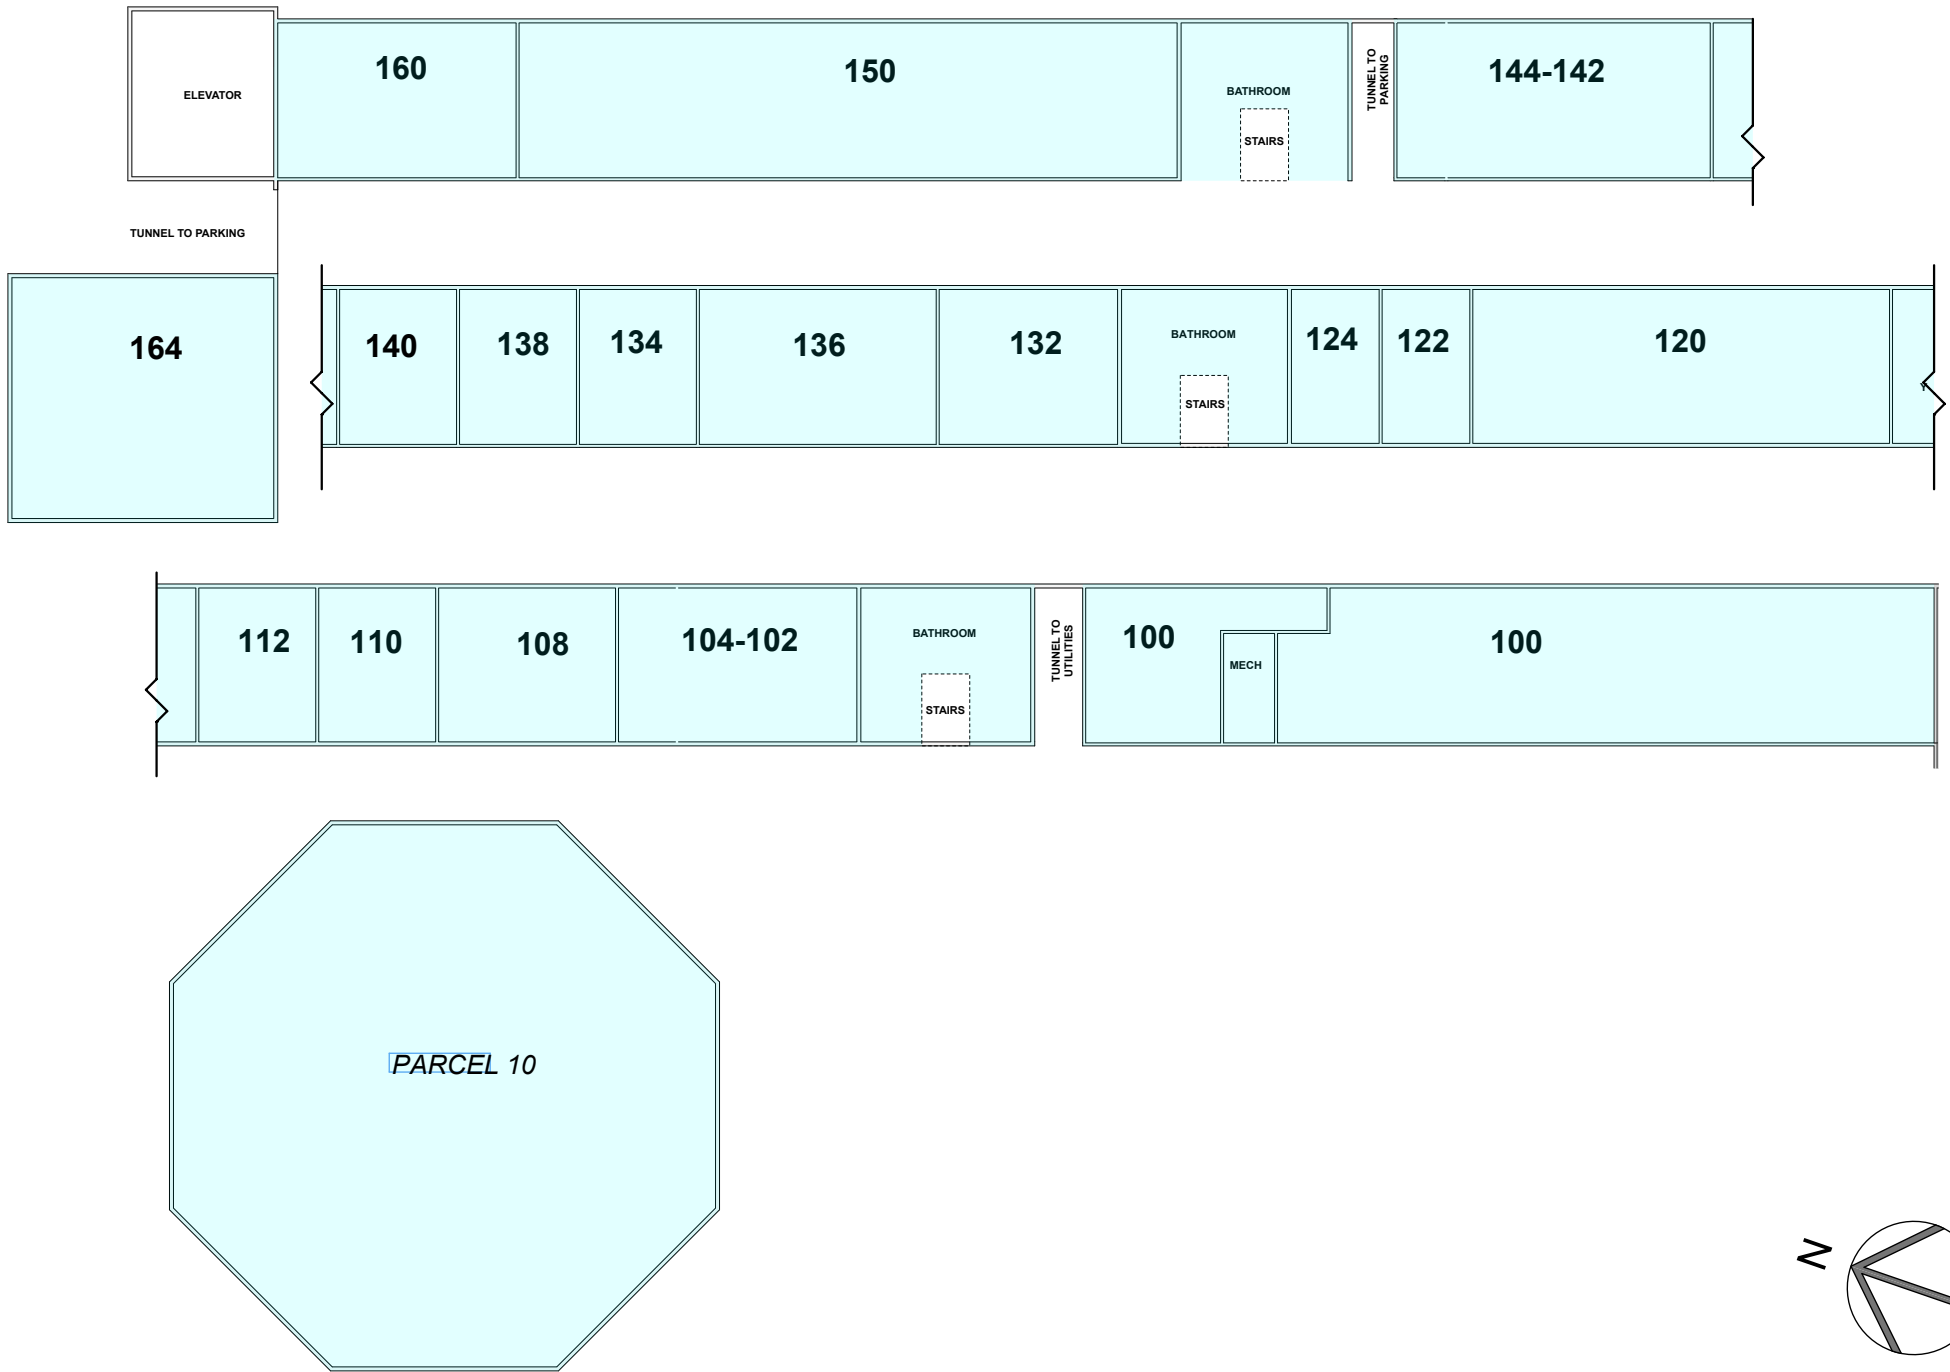 ELEVATOR
160
150
BATHROOM
STAIRS
TUNNEL TO
PARKING
144-142
TUNNEL TO PARKING
164
140
138
134
136
132
BATHROOM
STAIRS
124
122
120
Y
112
110
108
104-102
BATHROOM
STAIRS
TUNNEL TO
UTILITIES
100
MECH
100
PARCEL 10
N